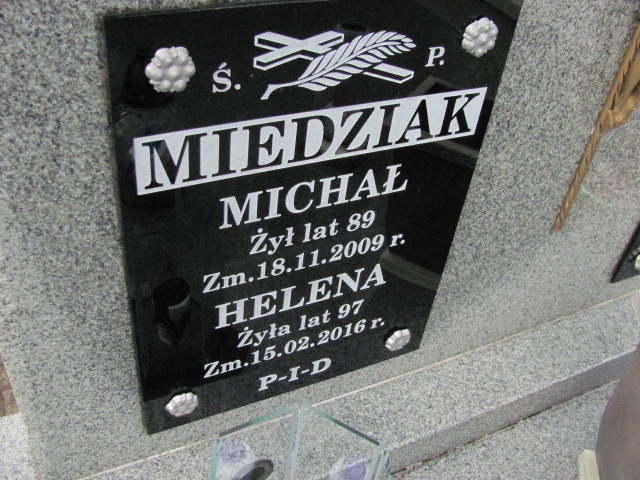 Ś. P.
MIEDZIAK
MICHAŁ
Żył lat 89
Zm.18.11.2009 r.
HELENA
Żyła lat 97
Zm.15.02.2016 r.
P-I-D